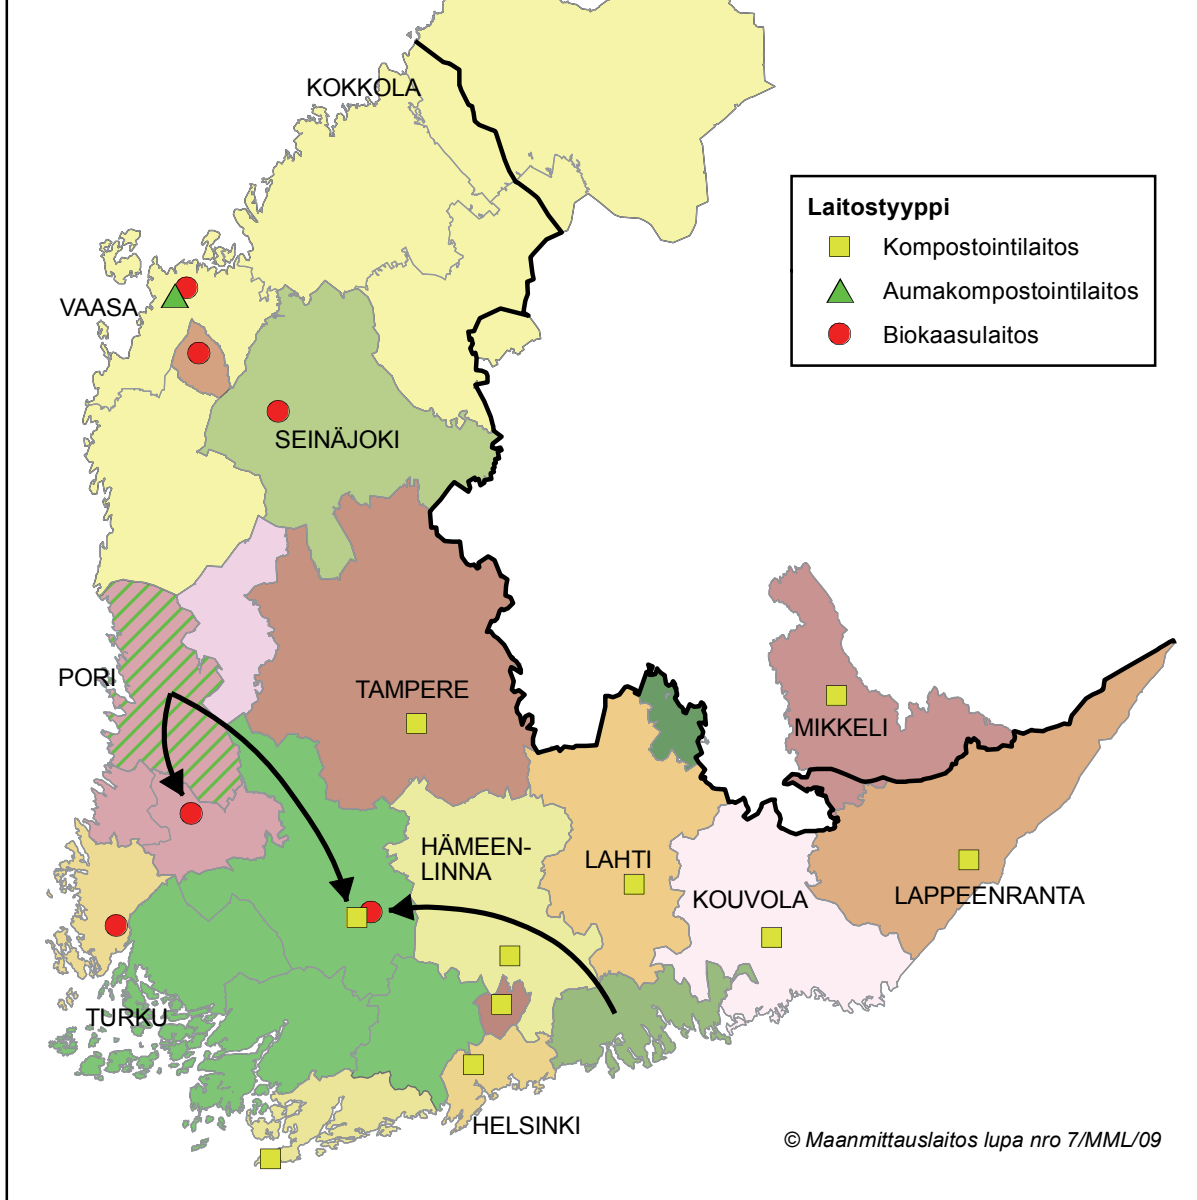 KOKKOLA
Laitostyyppi
Kompostointilaitos
Aumakompostointilaitos
Biokaasulaitos
VAASA
SEINÄJOKI
PORI
TAMPERE
MIKKELI
HÄMEEN-
LINNA
LAHTI
KOUVOLA
LAPPEENRANTA
TURKU
HELSINKI
© Maanmittauslaitos lupa nro 7/MML/09